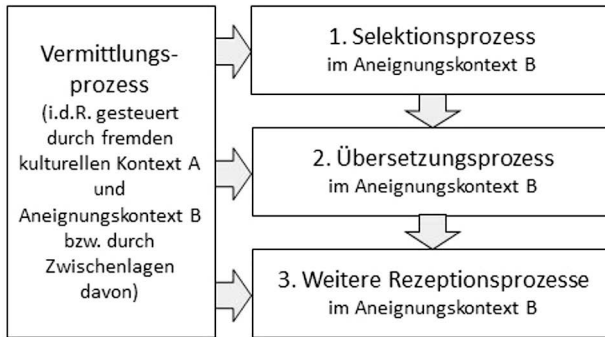 Vermittlungs-
prozess
(i.d.R. gesteuert
durch fremden
kulturellen Kontext A
und
Aneignungskontext B
bzw. durch
Zwischenlagen
davon)
1. Selektionsprozess
im Aneignungskontext B
2. Übersetzungsprozess
im Aneignungskontext B
3. Weitere Rezeptionsprozesse
im Aneignungskontext B